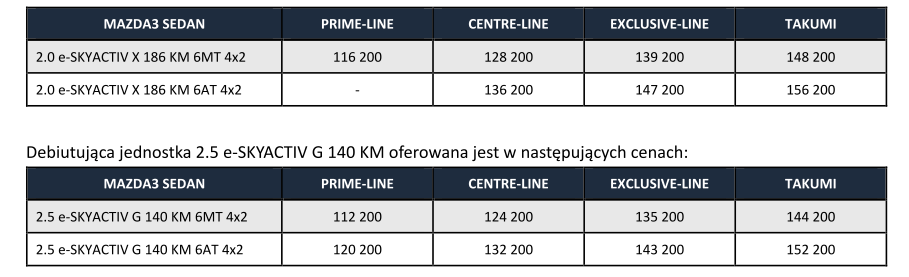 MAZDA3 SEDAN PRIME-LINE CENTRE-LINE EXCLUSIVE-LINE TAKUMI
2.0 e-SKYACTIV X 186 KM 6MT 4x2 116 200 128 200 139 200 148 200
2.0 e-SKYACTIV X 186 KM 6AT 4x2 - 136 200 147 200 156 200
Debiutująca jednostka 2.5 e-SKYACTIV G 140 KM oferowana jest w następujących cenach:
MAZDA3 SEDAN PRIME-LINE CENTRE-LINE EXCLUSIVE-LINE TAKUMI
2.5 e-SKYACTIV G 140 KM 6MT 4x2 112 200 124 200 135 200 144 200
2.5 e-SKYACTIV G 140 KM 6AT 4x2 120 200 132 200 143 200 152 200